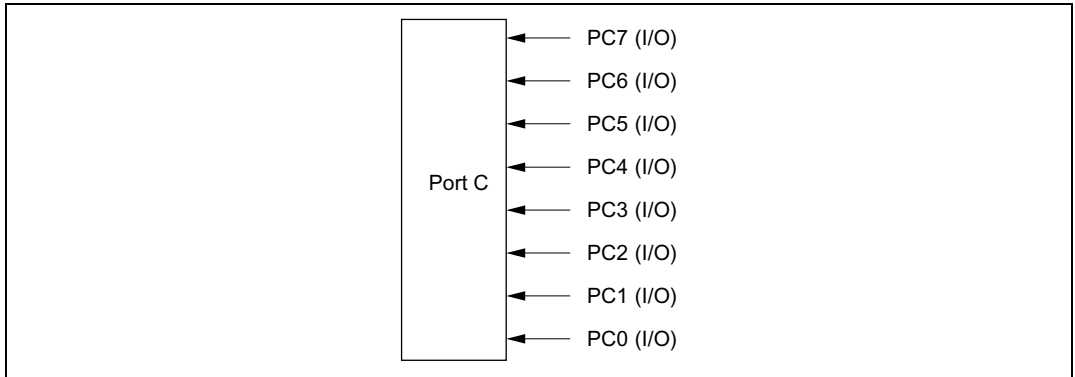 PC7 (I/O)
PC6 (I/O)
PC5 (I/O)
PC4 (I/O)
Port C
PC3 (I/O)
PC2 (I/O)
PC1 (I/O)
PC0 (I/O)